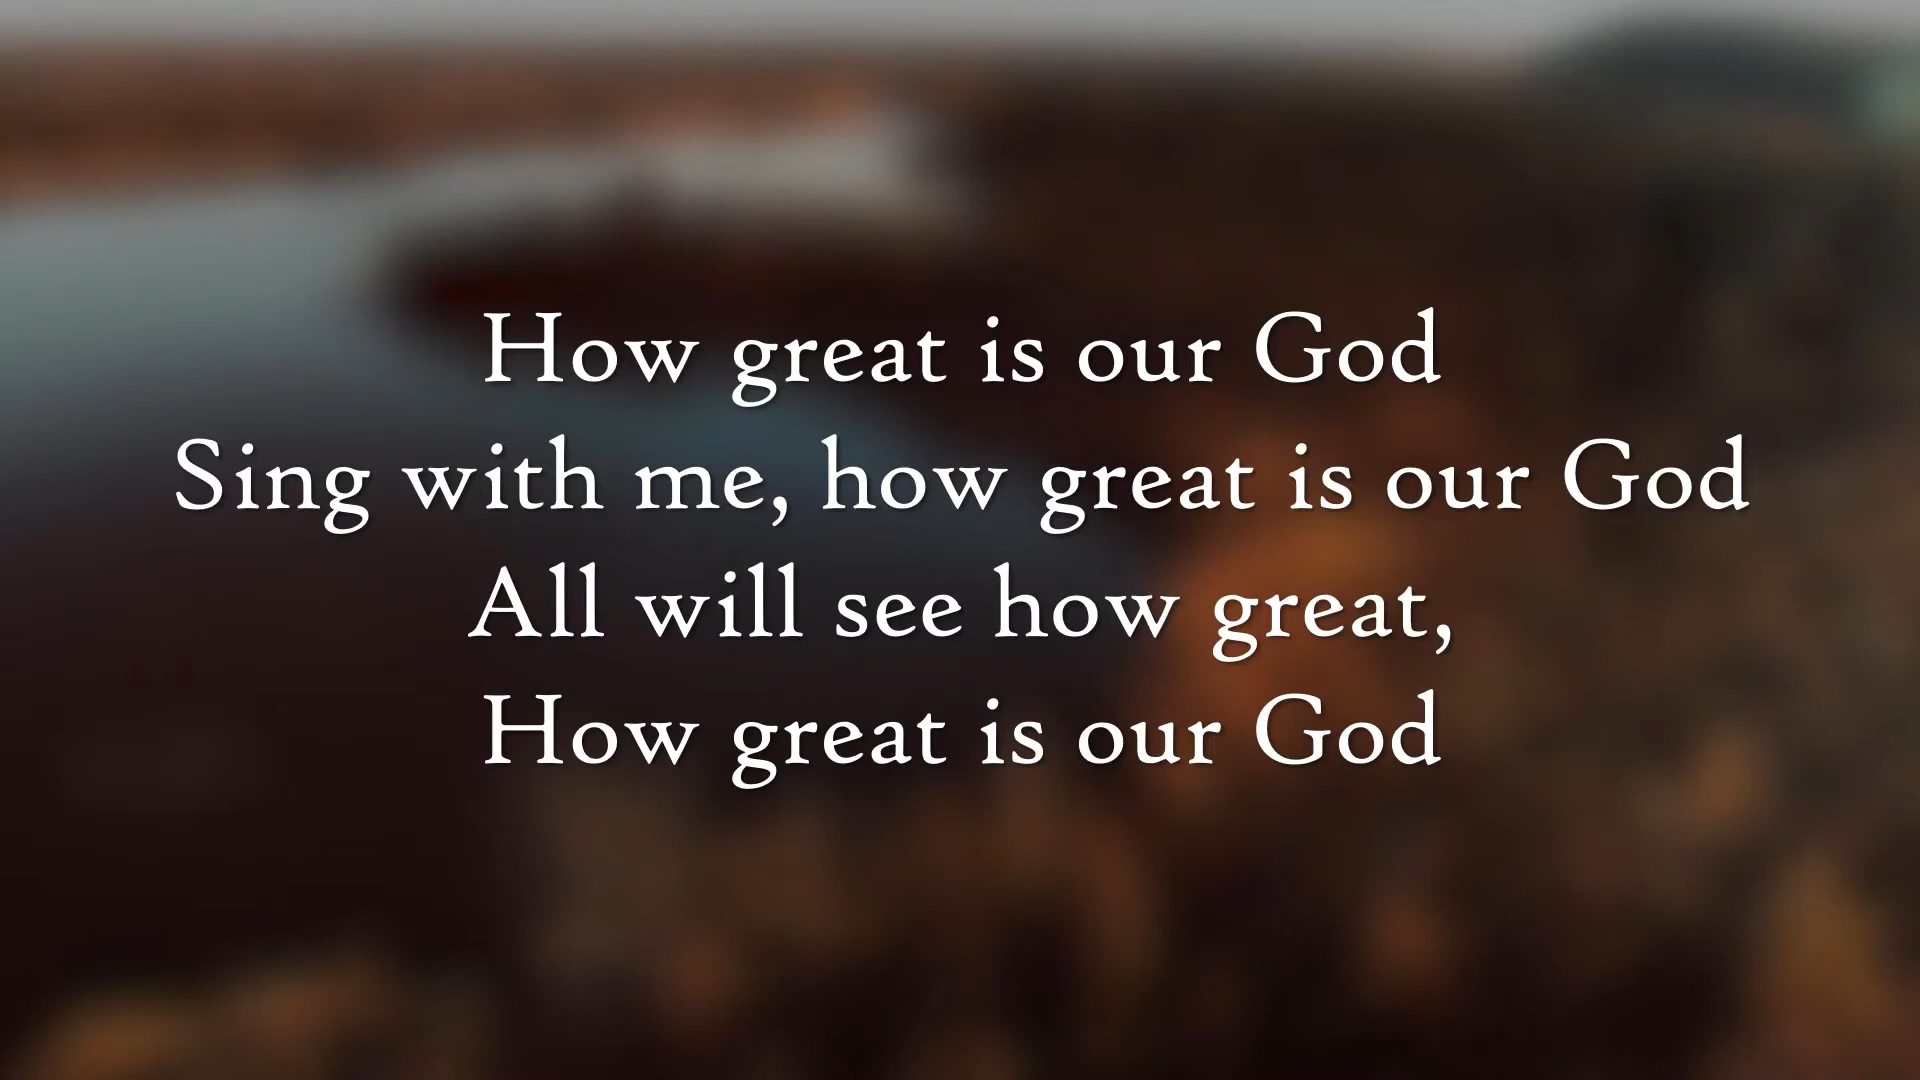 How great is our God
Sing with me, how great is our God
All will see how great,
How great is our God